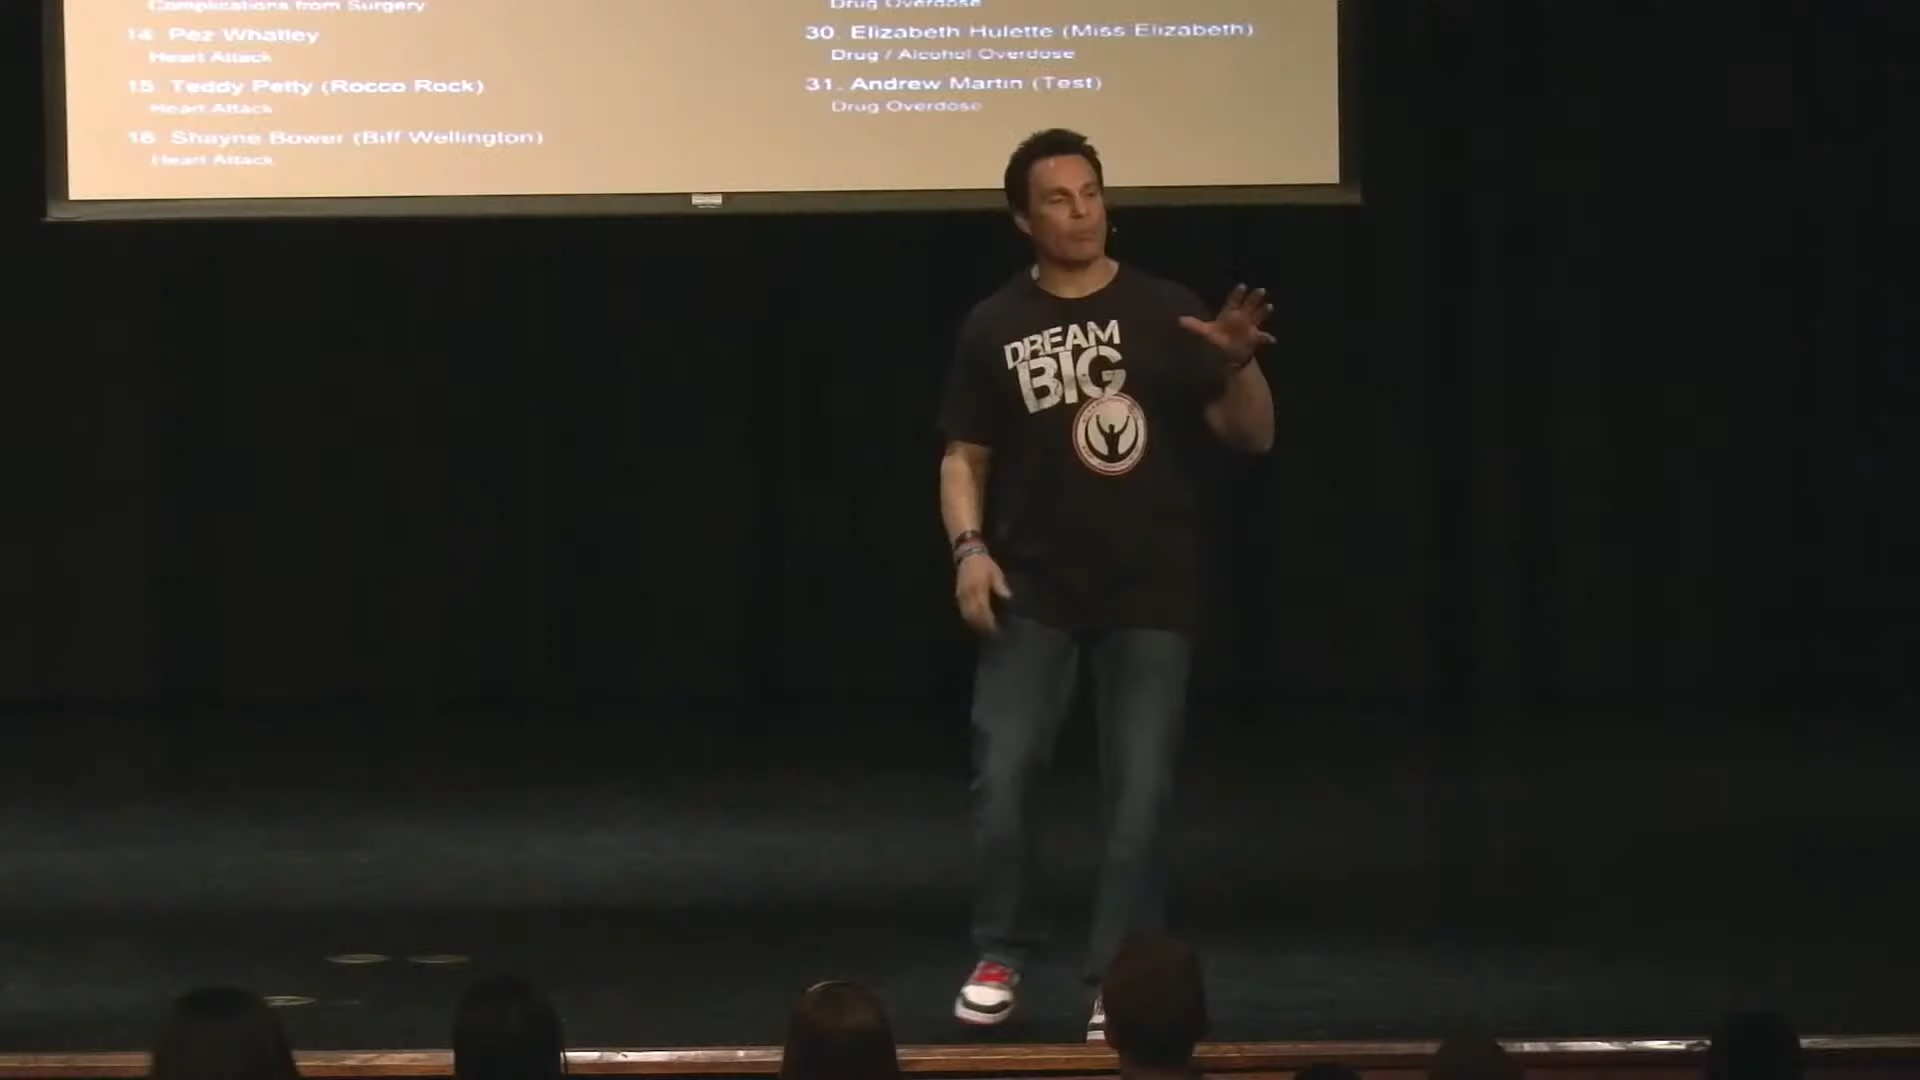 Complications from Surgery
14. Pez Whatley
Heart Attack
15. Teddy Petty (Rocco Rock)
Heart Attack
16. Shayne Bower (Biff Wellington)
Heart Attack
Drug Overdose
30. Elizabeth Hulette (Miss Elizabeth)
Drug / Alcohol Overdose
31. Andrew Martin (Test)
Drug Overdose
DREAM
BIG